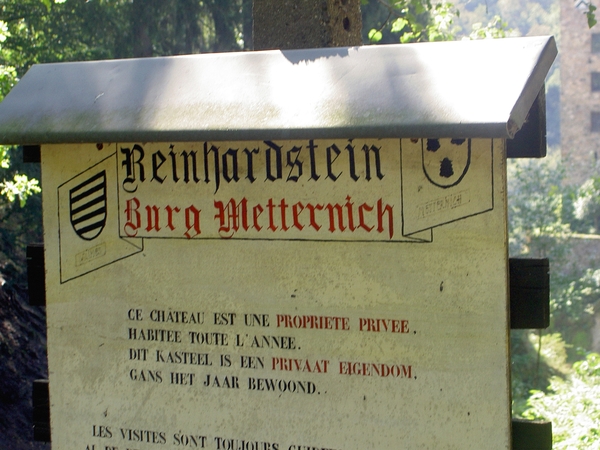 Reinhardstein
Burg Metternich
CE CHÂTEAU EST UNE PROPRIETE PRIVEE.
HABITEE TOUTE L'ANNEE.
DIT KASTEEL IS EEN PRIVAAT EIGENDOM.
GANS HET JAAR BEWOOND.
LES VISITES SONT TOUJOURS